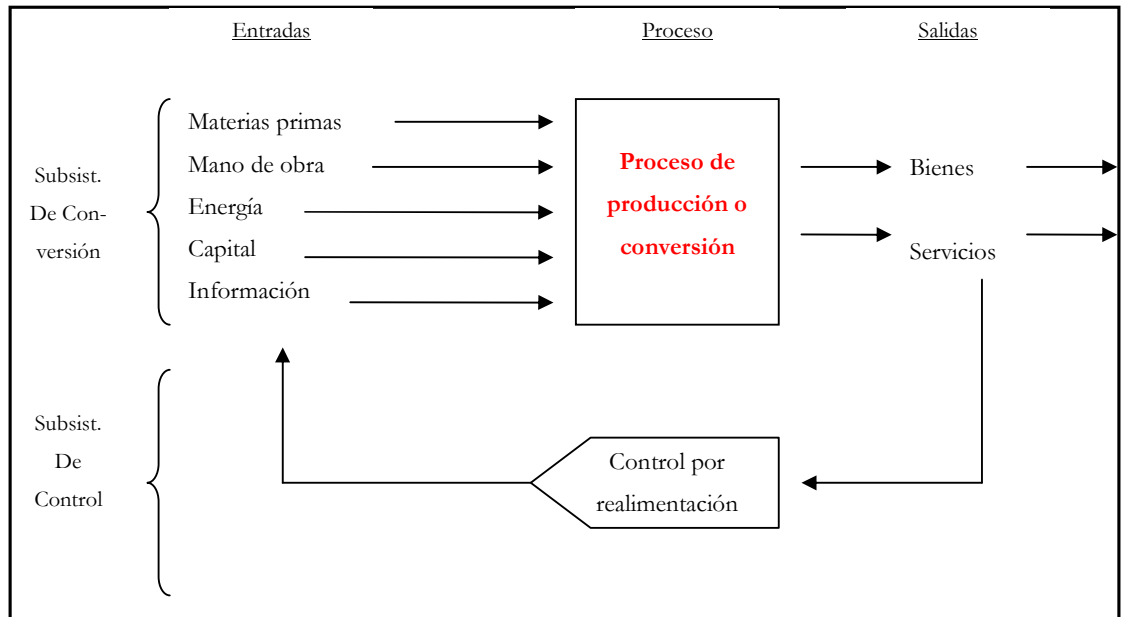 Entradas
Proceso
Salidas
Subsist.
De Con-
versión
Materias primas
Mano de obra
Energía
Capital
Información
Proceso de
producción o
conversión
Bienes
Servicios
Subsist.
De
Control
Control por
realimentación